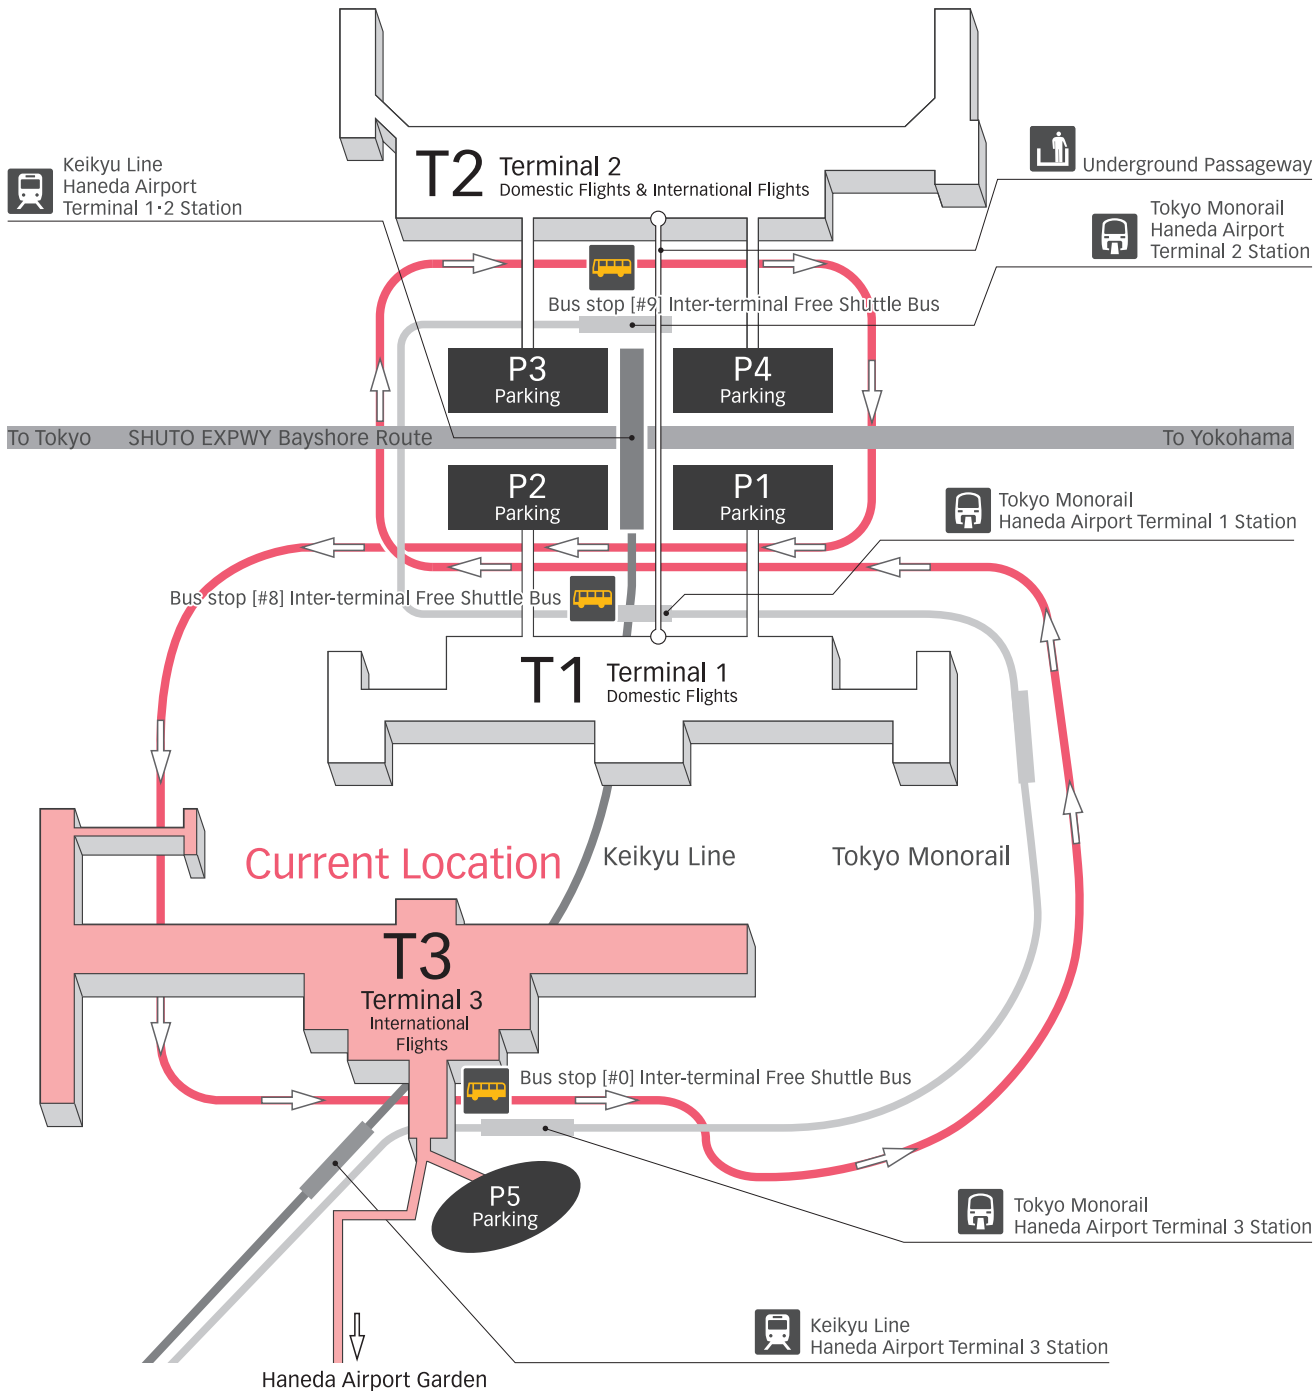 T2 Terminal 2
Domestic Flights & International Flights
Keikyu Line
Haneda Airport
Terminal 1･2 Station
Underground Passageway
Tokyo Monorail
Haneda Airport
Terminal 2 Station
Bus stop [#9] Inter-terminal Free Shuttle Bus
P3
Parking
P4
Parking
To Tokyo
SHUTO EXPWY Bayshore Route
To Yokohama
P2
Parking
P1
Parking
Tokyo Monorail
Haneda Airport Terminal 1 Station
Bus stop [#8] Inter-terminal Free Shuttle Bus
T1 Terminal 1
Domestic Flights
Current Location
Keikyu Line
Tokyo Monorail
T3
Terminal 3
International
Flights
Bus stop [#0] Inter-terminal Free Shuttle Bus
P5
Parking
Tokyo Monorail
Haneda Airport Terminal 3 Station
Keikyu Line
Haneda Airport Terminal 3 Station
Haneda Airport Garden